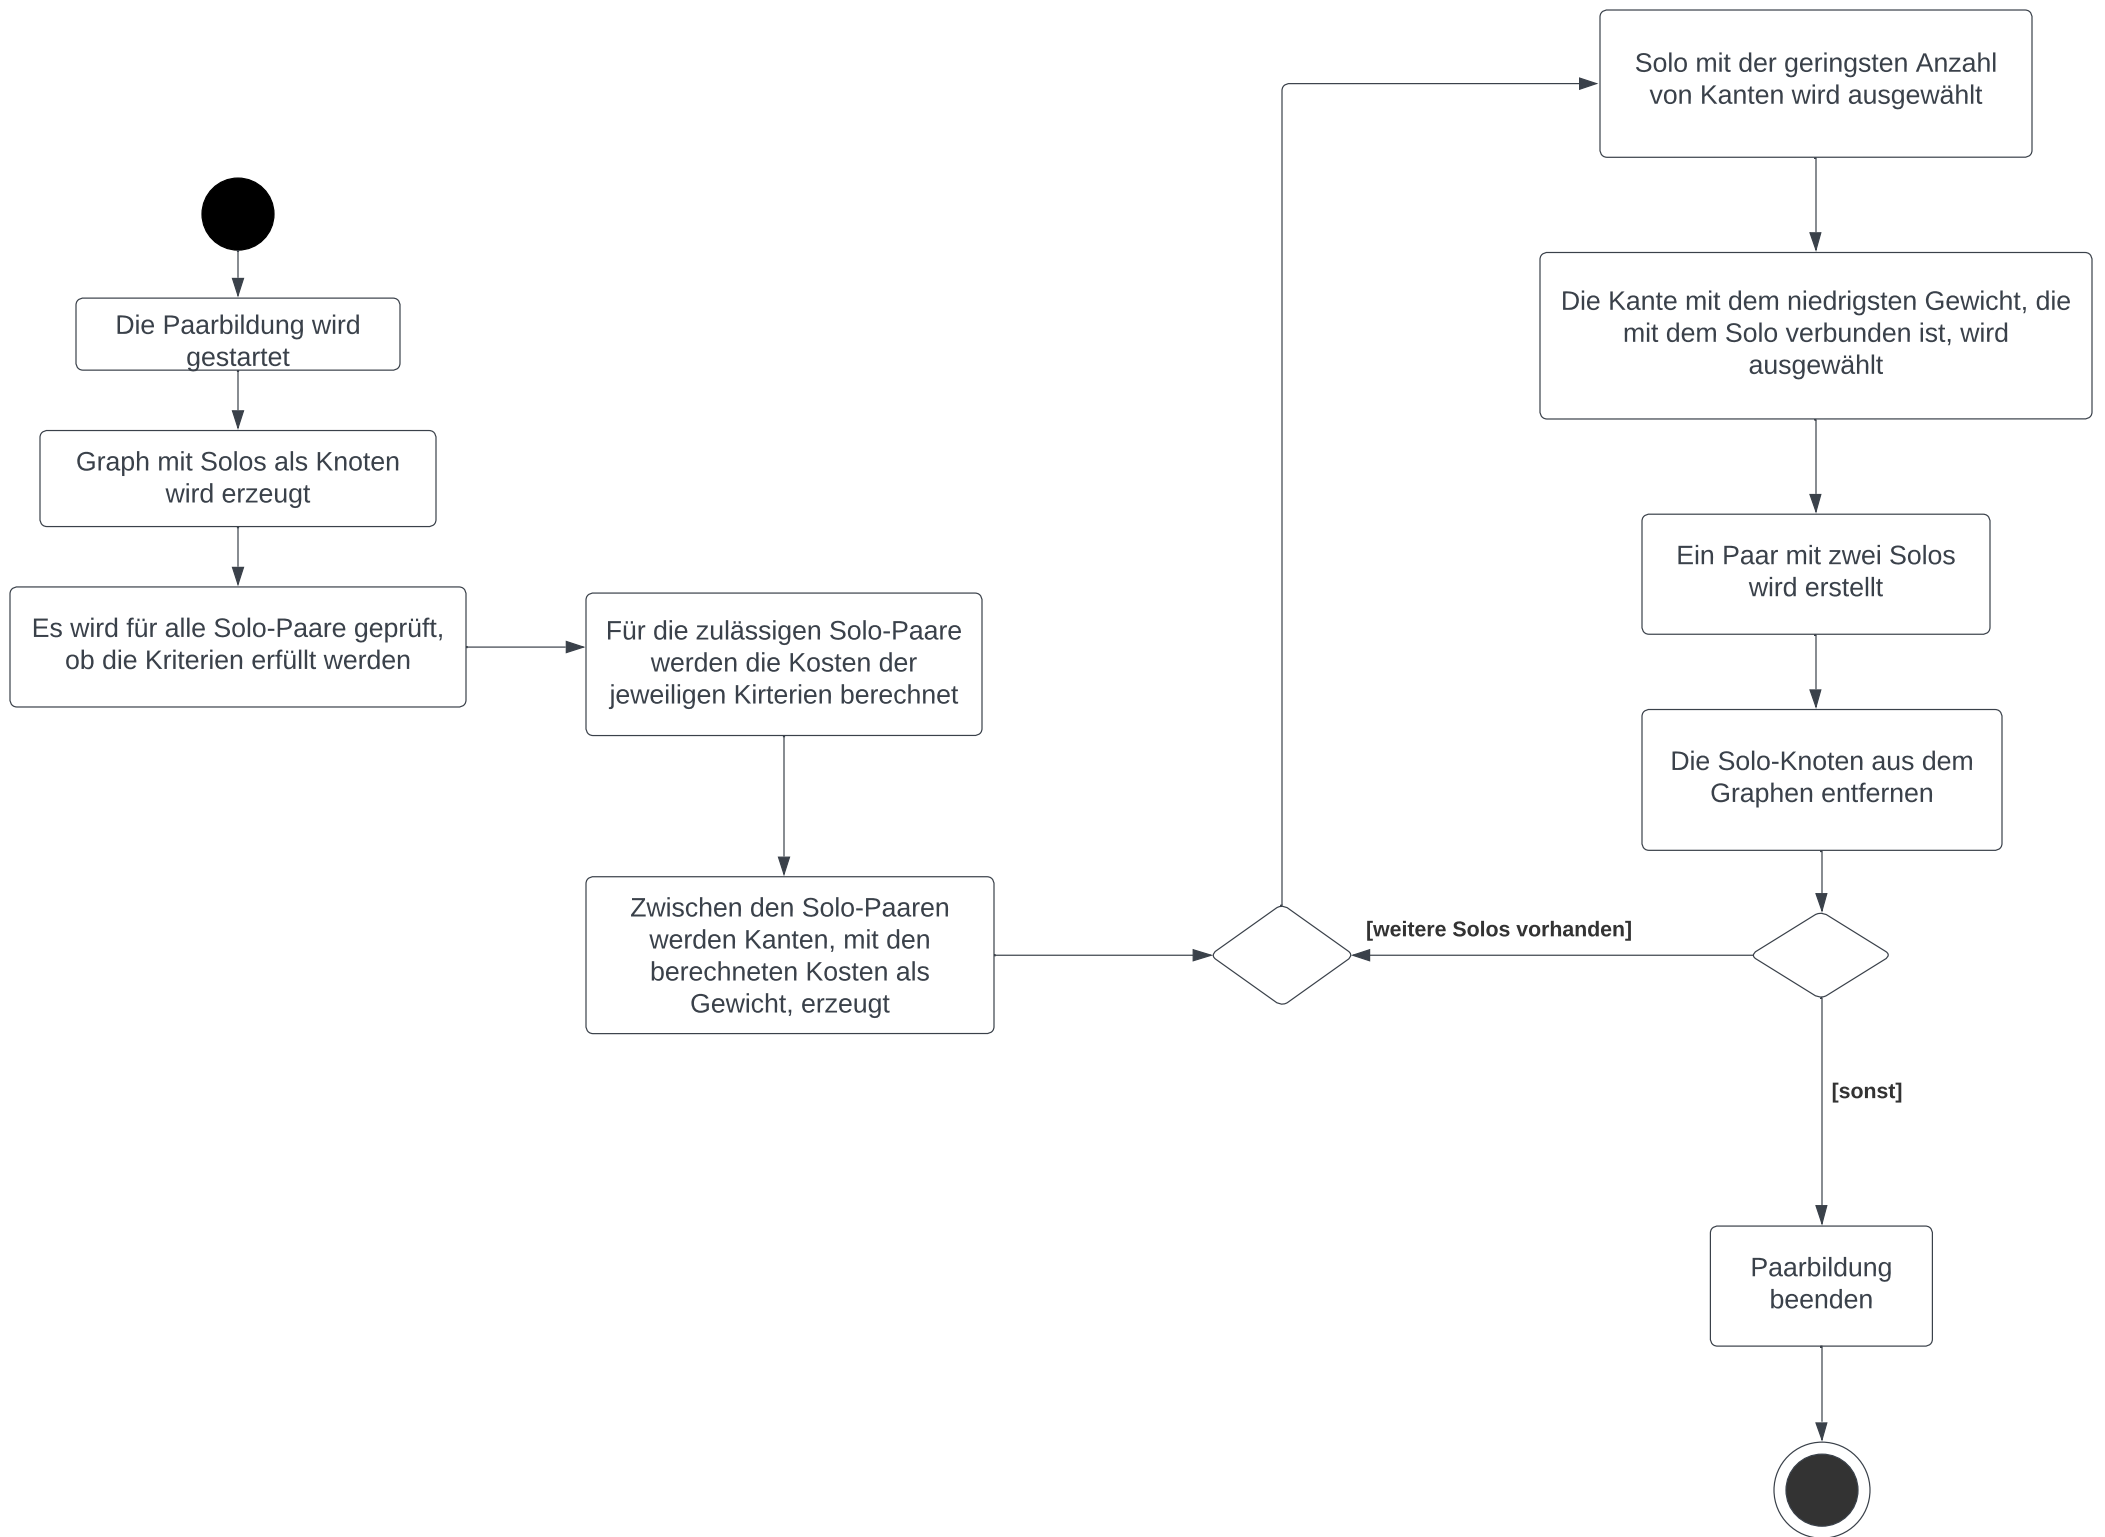 Die Paarbildung wird
gestartet
Graph mit Solos als Knoten
wird erzeugt
Es wird für alle Solo-Paare geprüft,
ob die Kriterien erfüllt werden
Für die zulässigen Solo-Paare
werden die Kosten der
jeweiligen Kirterien berechnet
Zwischen den Solo-Paaren
werden Kanten, mit den
berechneten Kosten als
Gewicht, erzeugt
Solo mit der geringsten Anzahl
von Kanten wird ausgewählt
Die Kante mit dem niedrigsten Gewicht, die
mit dem Solo verbunden ist, wird
ausgewählt
Ein Paar mit zwei Solos
wird erstellt
Die Solo-Knoten aus dem
Graphen entfernen
[weitere Solos vorhanden]
[sonst]
Paarbildung
beenden